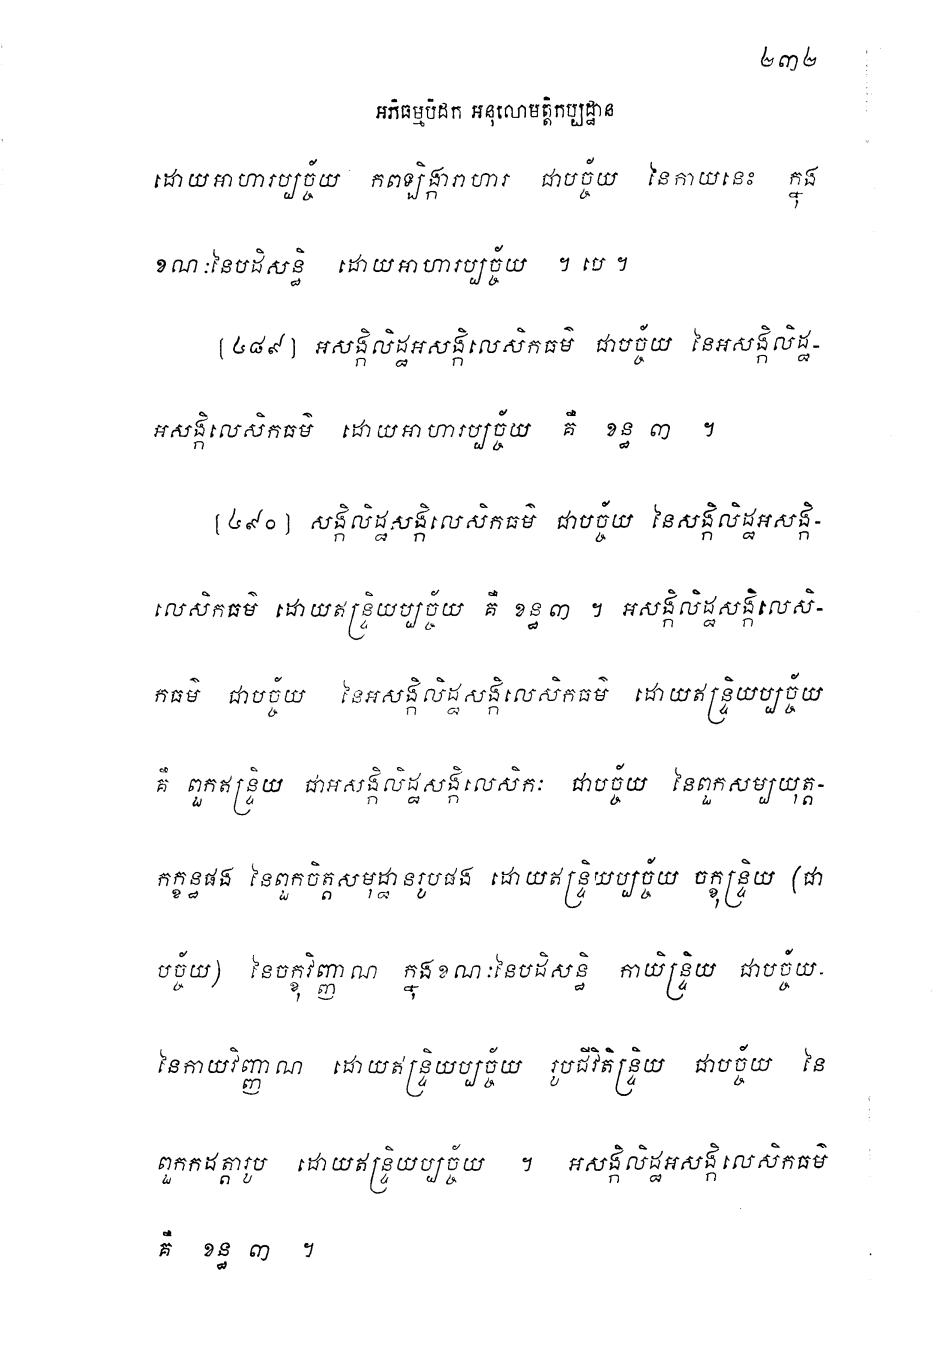 ២៣២
អភិធម្មបិដក អនុលោមត្តិកប្បដ្ឋាន
ដោយអាហារប្បច្ច័យ កពឡិង្ការាហារ ជាបច្ច័យ នៃកាយនេះ ក្នុង
ខណៈនៃបដិសន្ធិ ដោយអាហារប្បច្ច័យ ។ បេ ។
[៤៨៩] អសង្កិលិដ្ឋអសង្កិលេសិកធម៌ ជាបច្ច័យ នៃអសង្កិលិដ្ឋ-
អសង្កិលេសិកធម៌ ដោយអាហារប្បច្ច័យ គឺ ខន្ធ ៣ ។
[៤៩០] សង្កិលិដ្ឋសង្កិលេសិកធម៌ ជាបច្ច័យ នៃសង្កិលិដ្ឋអសង្កិ-
លេសិកធម៌ ដោយឥន្ទ្រិយប្បច្ច័យ គឺ ខន្ធ ៣ ។ អសង្កិលិដ្ឋសង្កិលេសិ-
កធម៌ ជាបច្ច័យ នៃអសង្កិលិដ្ឋសង្កិលេសិកធម៌ ដោយឥន្ទ្រិយប្បច្ច័យ
គឺ ពួកឥន្ទ្រិយ ជាអសង្កិលិដ្ឋសង្កិលេសិកៈ ជាបច្ច័យ នៃពួកសម្បយុត្ត-
កក្ខន្ធផង នៃពួកចិត្តសមុដ្ឋានរូបផង ដោយឥន្ទ្រិយប្បច្ច័យ ចក្ខុន្ទ្រិយ (ជា
បច្ច័យ) នៃចក្ខុវិញ្ញាណ ក្នុងខណៈនៃបដិសន្ធិ កាយិន្ទ្រិយ ជាបច្ច័យ
នៃកាយវិញ្ញាណ ដោយឥន្ទ្រិយប្បច្ច័យ រូបជីវិតិន្ទ្រិយ ជាបច្ច័យ នៃ
ពួកកដត្តារូប ដោយឥន្ទ្រិយប្បច្ច័យ ។ អសង្កិលិដ្ឋអសង្កិលេសិកធម៌
គឺ ខន្ធ ៣ ។